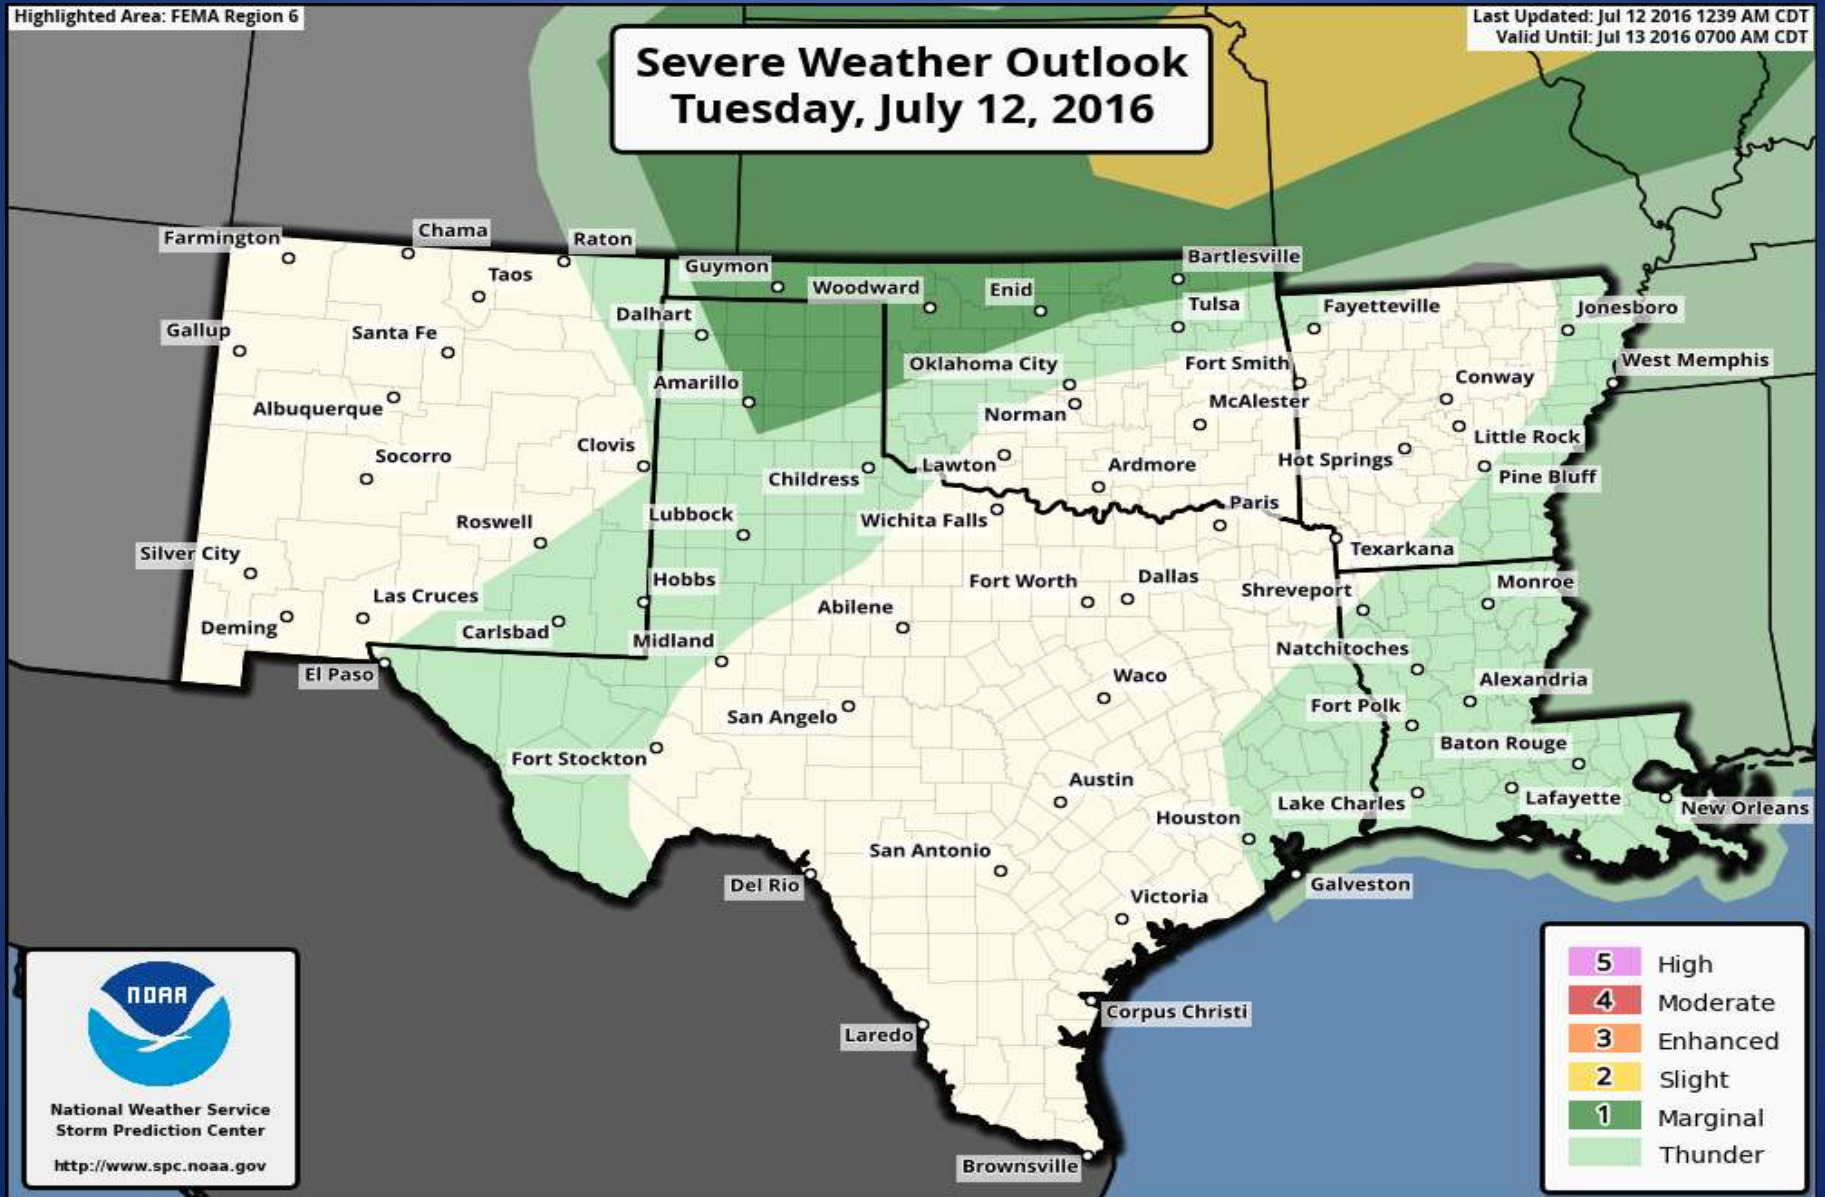 Highlighted Area: FEMA Region 6
Last Updated: Jul 12 2016 1239 AM CDT
Valid Until: Jul 13 2016 0700 AM CDT
Severe Weather Outlook
Tuesday, July 12, 2016
Farmington
Chama
Raton
Taos
Gallup
Santa Fe
Albuquerque
Socorro
Clovis
Roswell
Silver City
Las Cruces
Deming
Carlsbad
Hobbs
Guymon
Woodward
Enid
Bartlesville
Tulsa
Oklahoma City
Norman
McAlester
Lawton
Ardmore
Fayetteville
Jonesboro
Fort Smith
Conway
West Memphis
Little Rock
Hot Springs
Pine Bluff
Texarkana
Dalhart
Amarillo
Childress
Lubbock
Wichita Falls
Paris
Fort Worth
Dallas
Abilene
Midland
El Paso
San Angelo
Waco
Fort Stockton
Austin
Houston
San Antonio
Del Rio
Victoria
Galveston
Corpus Christi
Laredo
Brownsville
Shreveport
Monroe
Natchitoches
Alexandria
Fort Polk
Baton Rouge
Lake Charles
Lafayette
New Orleans
NOAA
National Weather Service
Storm Prediction Center
http://www.spc.noaa.gov
5 High
4 Moderate
3 Enhanced
2 Slight
1 Marginal
Thunder